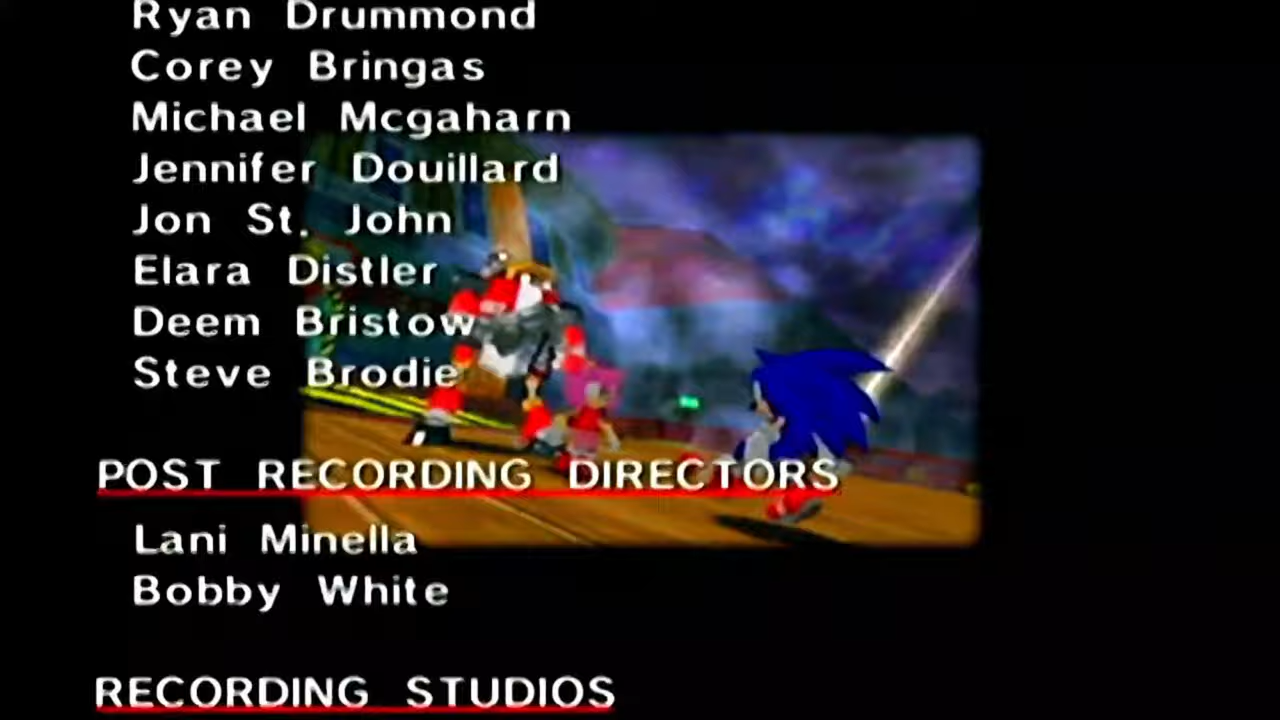 Ryan Drummond
Corey Bringas
Michael Mcgaharn
Jennifer Douillard
Jon St. John
Elara Distler
Deem Bristow
Steve Brodie
POST RECORDING DIRECTORS
Lani Minella
Bobby White
RECORDING STUDIOS